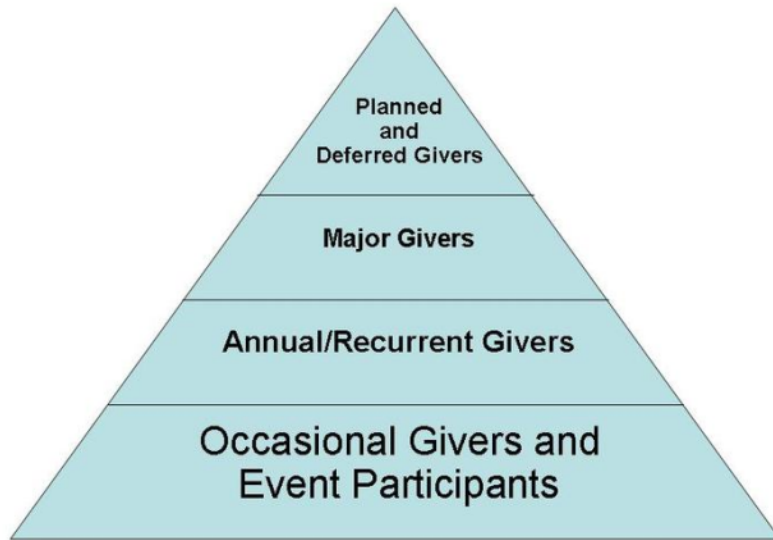 Planned
and
Deferred Givers
Major Givers
Annual/Recurrent Givers
Occasional Givers and
Event Participants